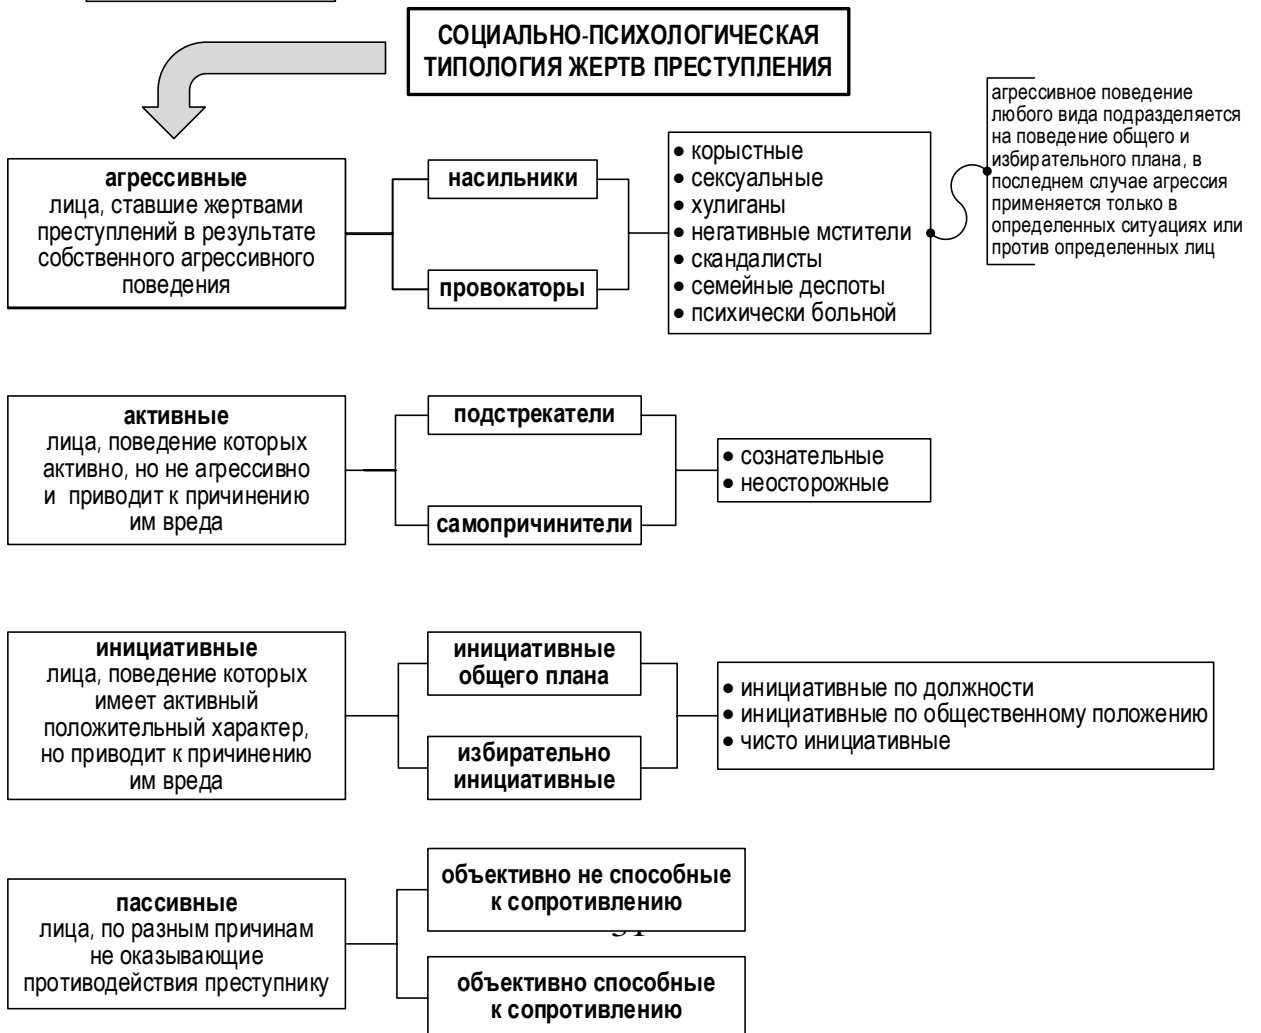 СОЦИАЛЬНО-ПСИХОЛОГИЧЕСКАЯ
ТИПОЛОГИЯ ЖЕРТВ ПРЕСТУПЛЕНИЯ
агрессивные
лица, ставшие жертвами
преступлений в результате
собственного агрессивного
поведения
насильники
провокаторы
• корыстные
• сексуальные
• хулиганы
• негативные мстители
• скандалисты
• семейные деспоты
• психически больной
агрессивное поведение
любого вида подразделяется
на поведение общего и
избирательного плана, в
последнем случае агрессия
применяется только в
определенных ситуациях или
против определенных лиц
активные
лица, поведение которых
активно, но не агрессивно
и приводит к причинению
им вреда
подстрекатели
самопричинители
• сознательные
• неосторожные
инициативные
лица, поведение которых
имеет активный
положительный характер,
но приводит к причинению
им вреда
инициативные
общего плана
избирательно
инициативные
• инициативные по должности
• инициативные по общественному положению
• чисто инициативные
пассивные
лица, по разным причинам
не оказывающие
противодействия преступнику
объективно не способные
к сопротивлению
объективно способные
к сопротивлению